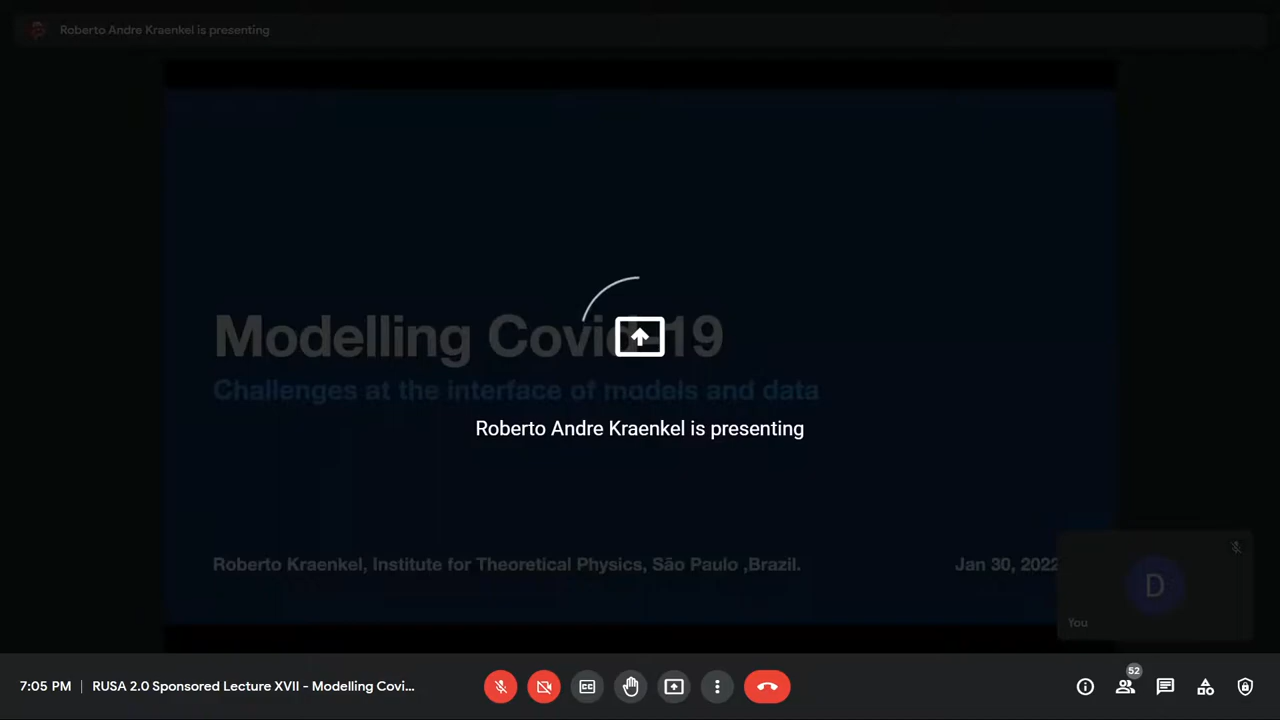 Roberto Andre Kraenkel is presenting
Modelling Covid-19
Challenges at the interface of models and data
Roberto Andre Kraenkel is presenting
Roberto Kraenkel, Institute for Theoretical Physics, São Paulo ,Brazil.
Jan 30, 2022
D
You
7:05 PM | RUSA 2.0 Sponsored Lecture XVII - Modelling Covi...
CC
52